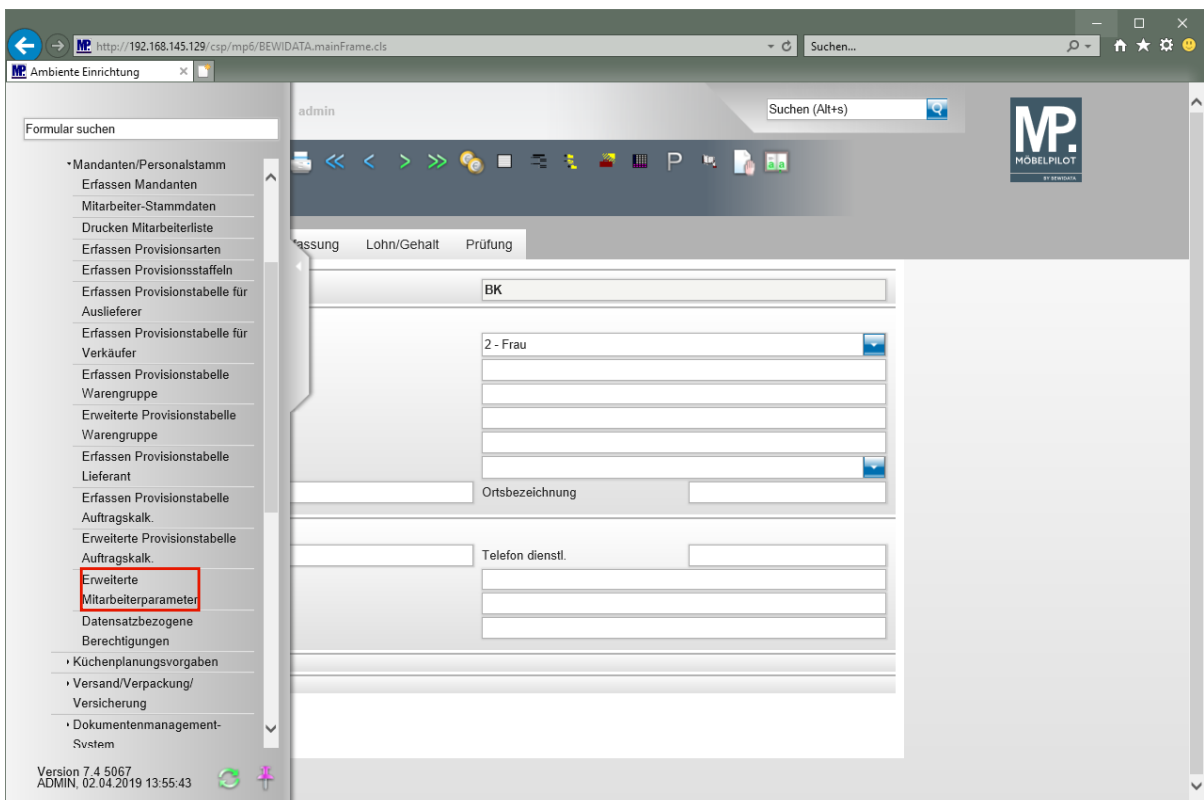 http://192.168.145.129/csp/mp6/BEWIDATA.mainFrame.cls
Suchen...
Ambiente Einrichtung
admin
Suchen (Alt+s)
MP.
MÖBELPILOT
BY BEWIDATA
Formular suchen
Mandanten/Personalstamm
Erfassen Mandanten
Mitarbeiter-Stammdaten
Drucken Mitarbeiterliste
Erfassen Provisionsarten
Erfassen Provisionsstaffeln
Erfassen Provisionstabelle für
Auslieferer
Erfassen Provisionstabelle für
Verkäufer
Erfassen Provisionstabelle
Warengruppe
Erweiterte Provisionstabelle
Warengruppe
Erfassen Provisionstabelle
Lieferant
Erfassen Provisionstabelle
Auftragskalk.
Erweiterte Provisionstabelle
Auftragskalk.
Erweiterte
Mitarbeiterparameter
Datensatzbezogene
Berechtigungen
Küchenplanungsvorgaben
Versand/Verpackung/
Versicherung
Dokumentenmanagement-
System
Version 7.4 5067
ADMIN, 02.04.2019 13:55:43
fassung Lohn/Gehalt Prüfung
BK
2 - Frau
Ortsbezeichnung
Telefon dienstl.